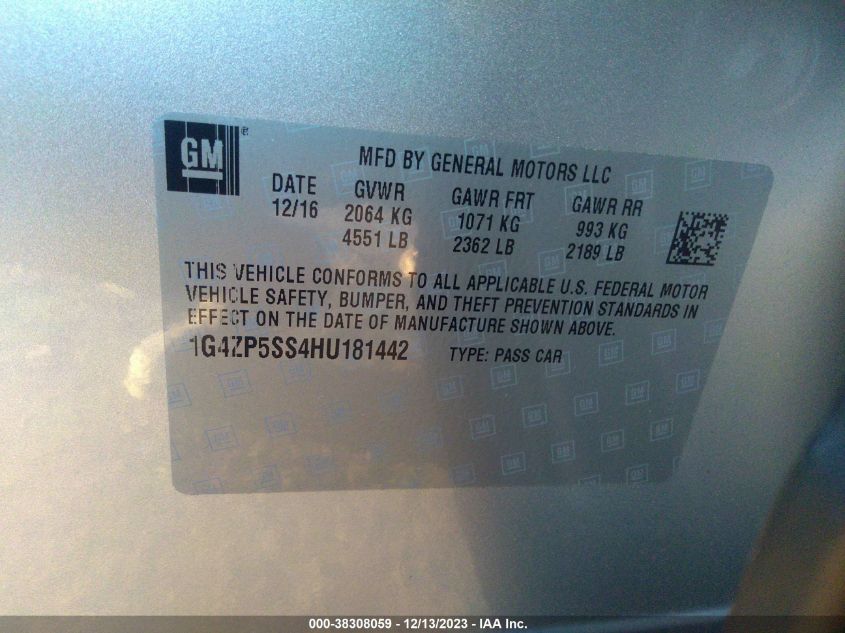 GM
MFD BY GENERAL MOTORS LLC
DATE GVWR GAWR FRT GAWR RR
12/16 2064 KG 1071 KG 993 KG
4551 LB 2362 LB 2189 LB
THIS VEHICLE CONFORMS TO ALL APPLICABLE U.S. FEDERAL MOTOR
VEHICLE SAFETY, BUMPER, AND THEFT PREVENTION STANDARDS IN
EFFECT ON THE DATE OF MANUFACTURE SHOWN ABOVE.
1G4ZP5SS4HU181442 TYPE: PASS CAR
000-38308059 - 12/13/2023 - IAA Inc.